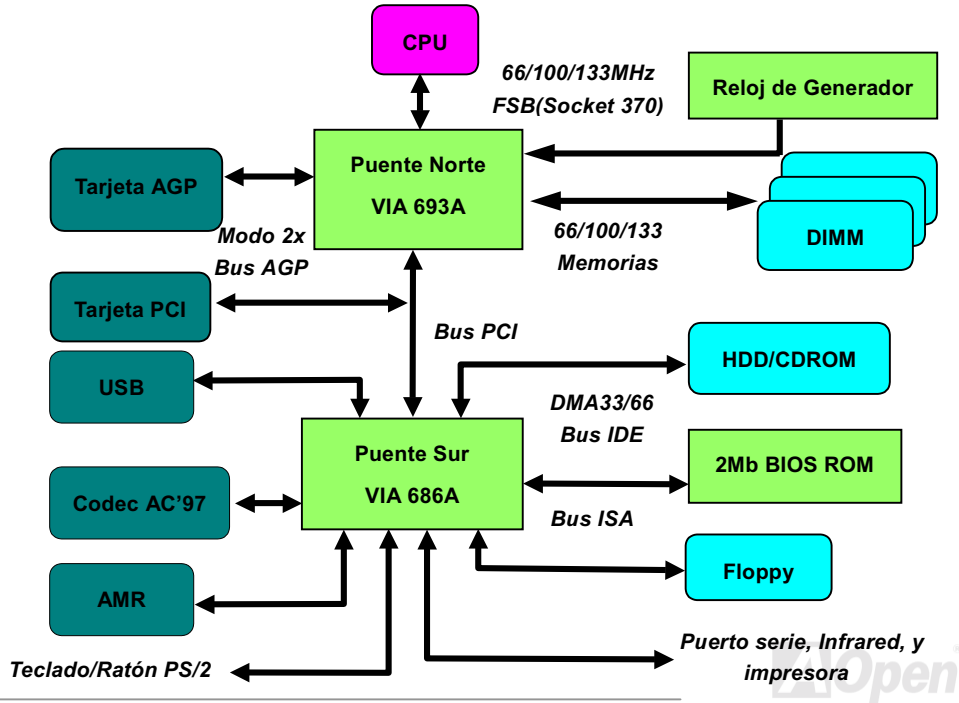 CPU
66/100/133MHz
FSB(Socket 370)
Reloj de Generador
Puente Norte
VIA 693A
Tarjeta AGP
Modo 2x
Bus AGP
66/100/133
Memorias
DIMM
Tarjeta PCI
Bus PCI
HDD/CDROM
USB
DMA33/66
Bus IDE
Puente Sur
VIA 686A
2Mb BIOS ROM
Codec AC’97
Bus ISA
Floppy
AMR
Teclado/Ratón PS/2
Puerto serie, Infrared, y
impresora
AOpen